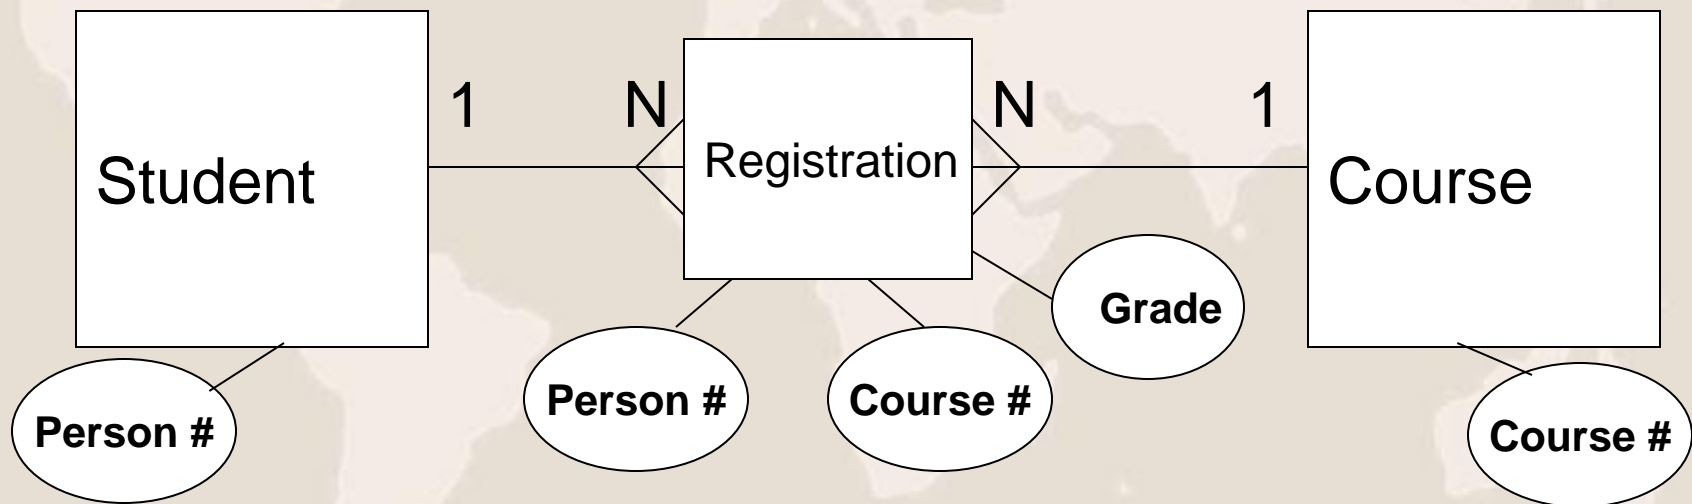 1
N
N
1
Student
Registration
Course
Grade
Person #
Person #
Course #
Course #